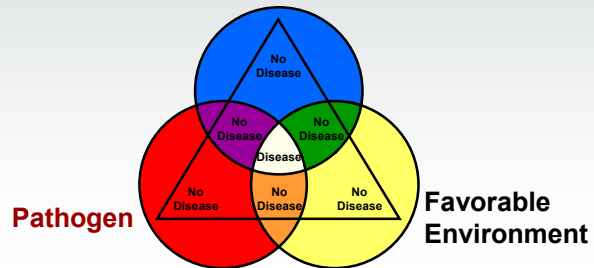 No
Disease
No
Disease
No
Disease
Disease
No
Disease
No
Disease
No
Disease
Pathogen
Favorable
Environment